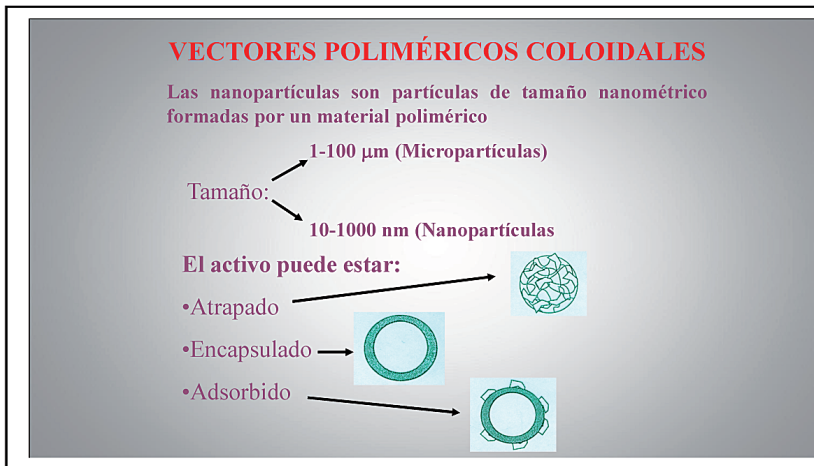 VECTORES POLIMÉRICOS COLOIDALES
Las nanopartículas son partículas de tamaño nanométrico
formadas por un material polimérico
1-100 μm (Micropartículas)
Tamaño:
10-1000 nm (Nanopartículas
El activo puede estar:
•Atrapado
•Encapsulado
•Adsorbido